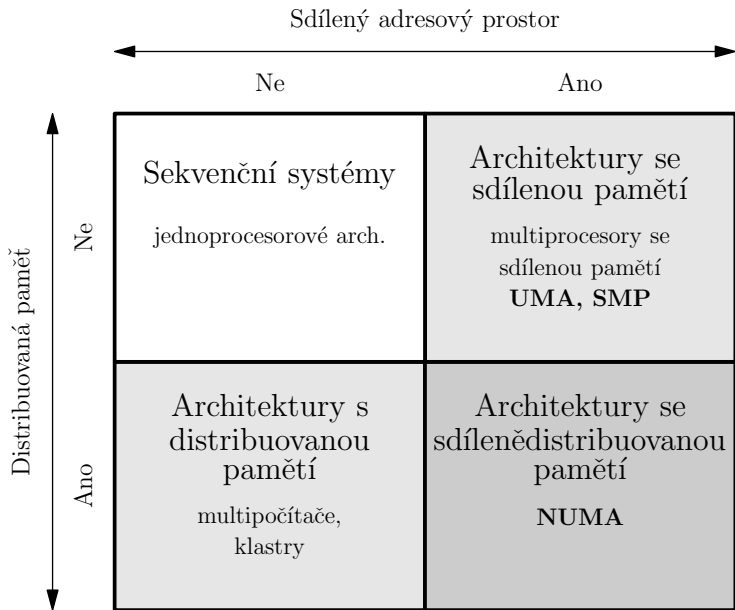 Sdílený adresový prostor
Ne
Ano
Distribuovaná pamět
Ne
Ano
Sekvenční systémy
jednoprocesorové arch.
Architektury se
sdílenou pamětí
multiprocesory se
sdílenou pamětí
UMA, SMP
Architektury s
distribuovanou
pamětí
multipočítače,
klastry
Architektury se
sdílenědistribuovanou
pamětí
NUMA